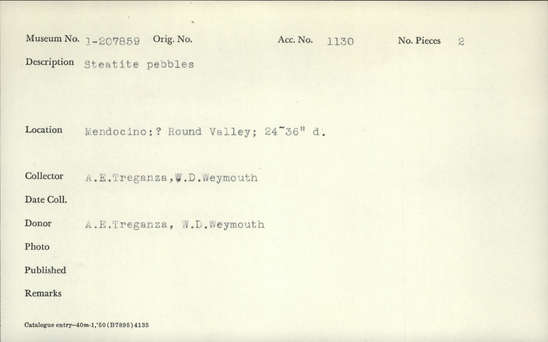 Museum No. 1-207859 Orig. No. Acc. No. 1130 No. Pieces 2
Description Steatite pebbles
Location Mendocino:? Round Valley; 24-36" d.
Collector A.E.Treganza,W.D.Weymouth
Date Coll.
Donor A.E.Treganza, W.D.Weymouth
Photo
Published
Remarks
Catalogue entry—40m-1,'50(B7895)4133